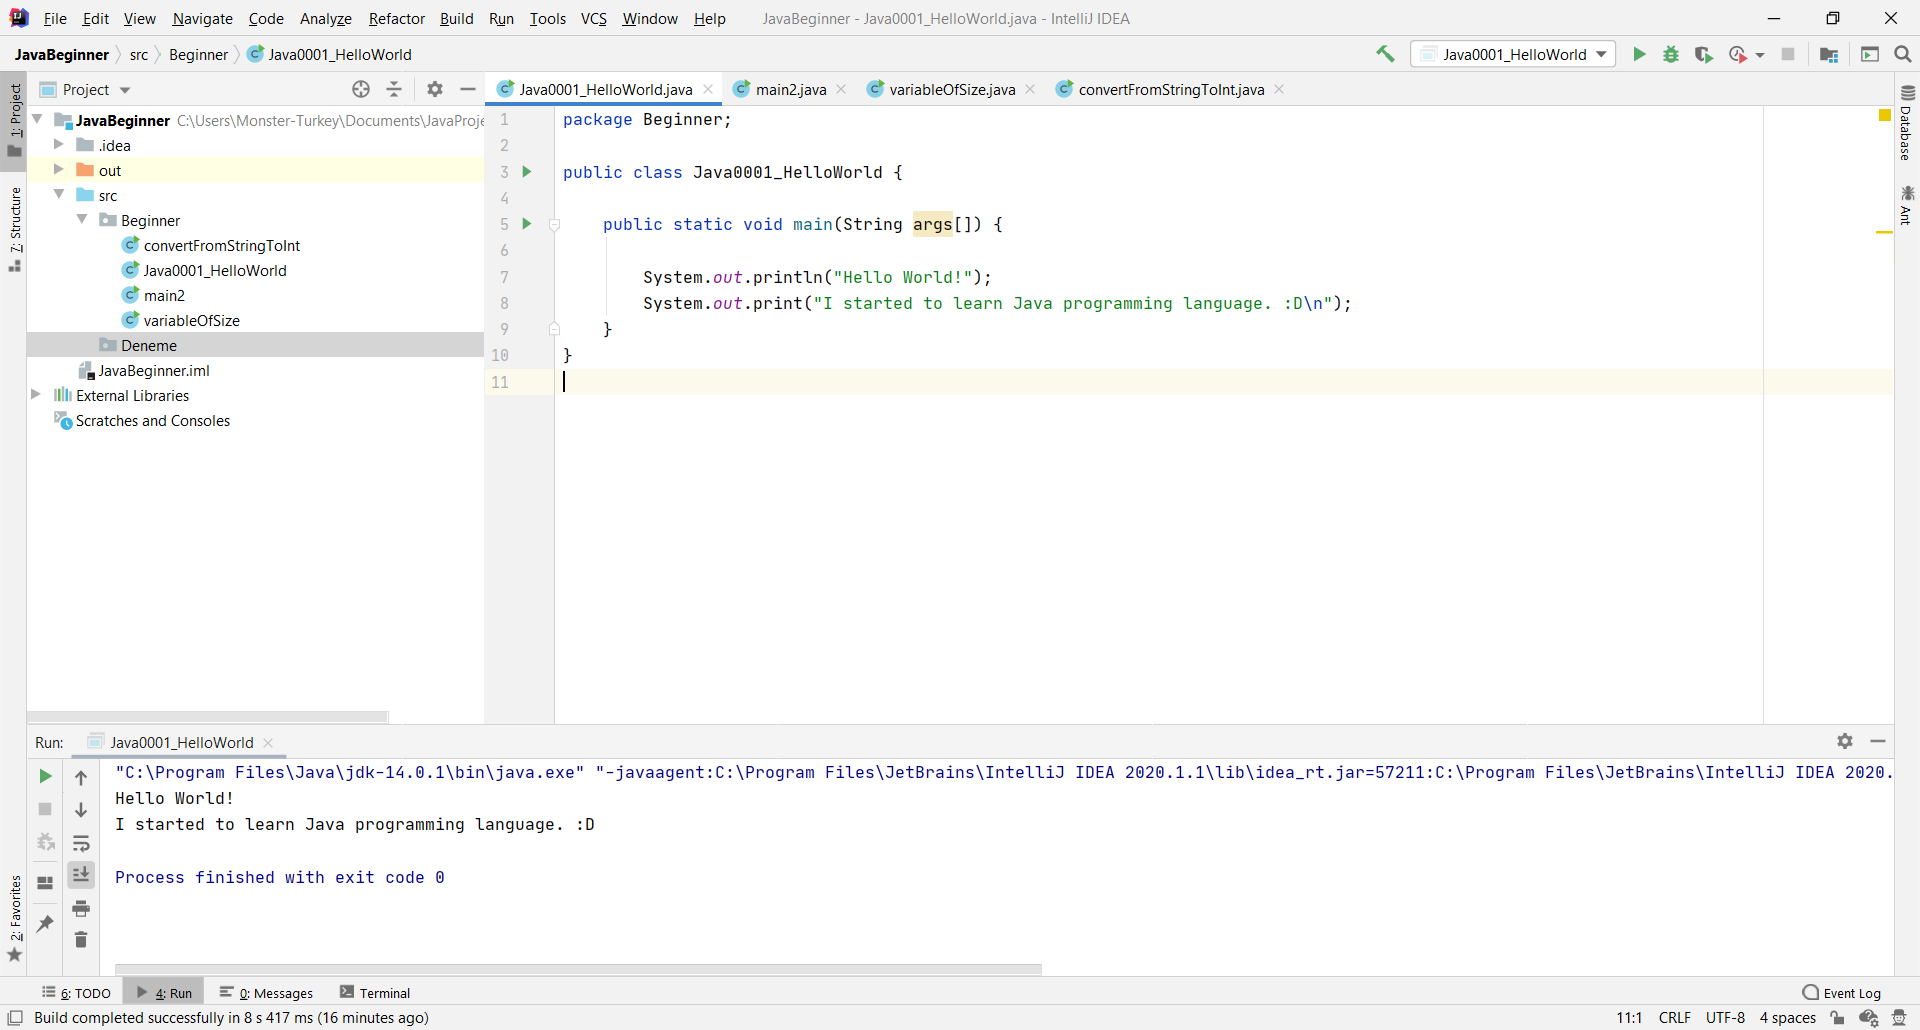 File Edit View Navigate Code Analyze Refactor Build Run Tools VCS Window Help JavaBeginner - Java0001_HelloWorld.java - IntelliJ IDEA
JavaBeginner src Beginner Java0001_HelloWorld Java0001_HelloWorld
1: Project
7: Structure
2: Favorites
Project
JavaBeginner C:\Users\Monster-Turkey\Documents\JavaProje
.idea
out
src
Beginner
convertFromStringToInt
Java0001_HelloWorld
main2
variableOfSize
Deneme
JavaBeginner.iml
External Libraries
Scratches and Consoles
Java0001_HelloWorld.java main2.java variableOfSize.java convertFromStringToInt.java
1 package Beginner;
2
3 public class Java0001_HelloWorld {
4
5 public static void main(String args[]) {
6
7 System.out.println("Hello World!");
8 System.out.print("I started to learn Java programming language. :D\n");
9 }
10 }
11
Database
Ant
Run: Java0001_HelloWorld
"C:\Program Files\Java\jdk-14.0.1\bin\java.exe" "-javaagent:C:\Program Files\JetBrains\IntelliJ IDEA 2020.1.1\lib\idea_rt.jar=57211:C:\Program Files\JetBrains\IntelliJ IDEA 2020.
Hello World!
I started to learn Java programming language. :D
Process finished with exit code 0
6: TODO 4: Run 0: Messages Terminal Event Log
Build completed successfully in 8 s 417 ms (16 minutes ago) 11:1 CRLF UTF-8 4 spaces